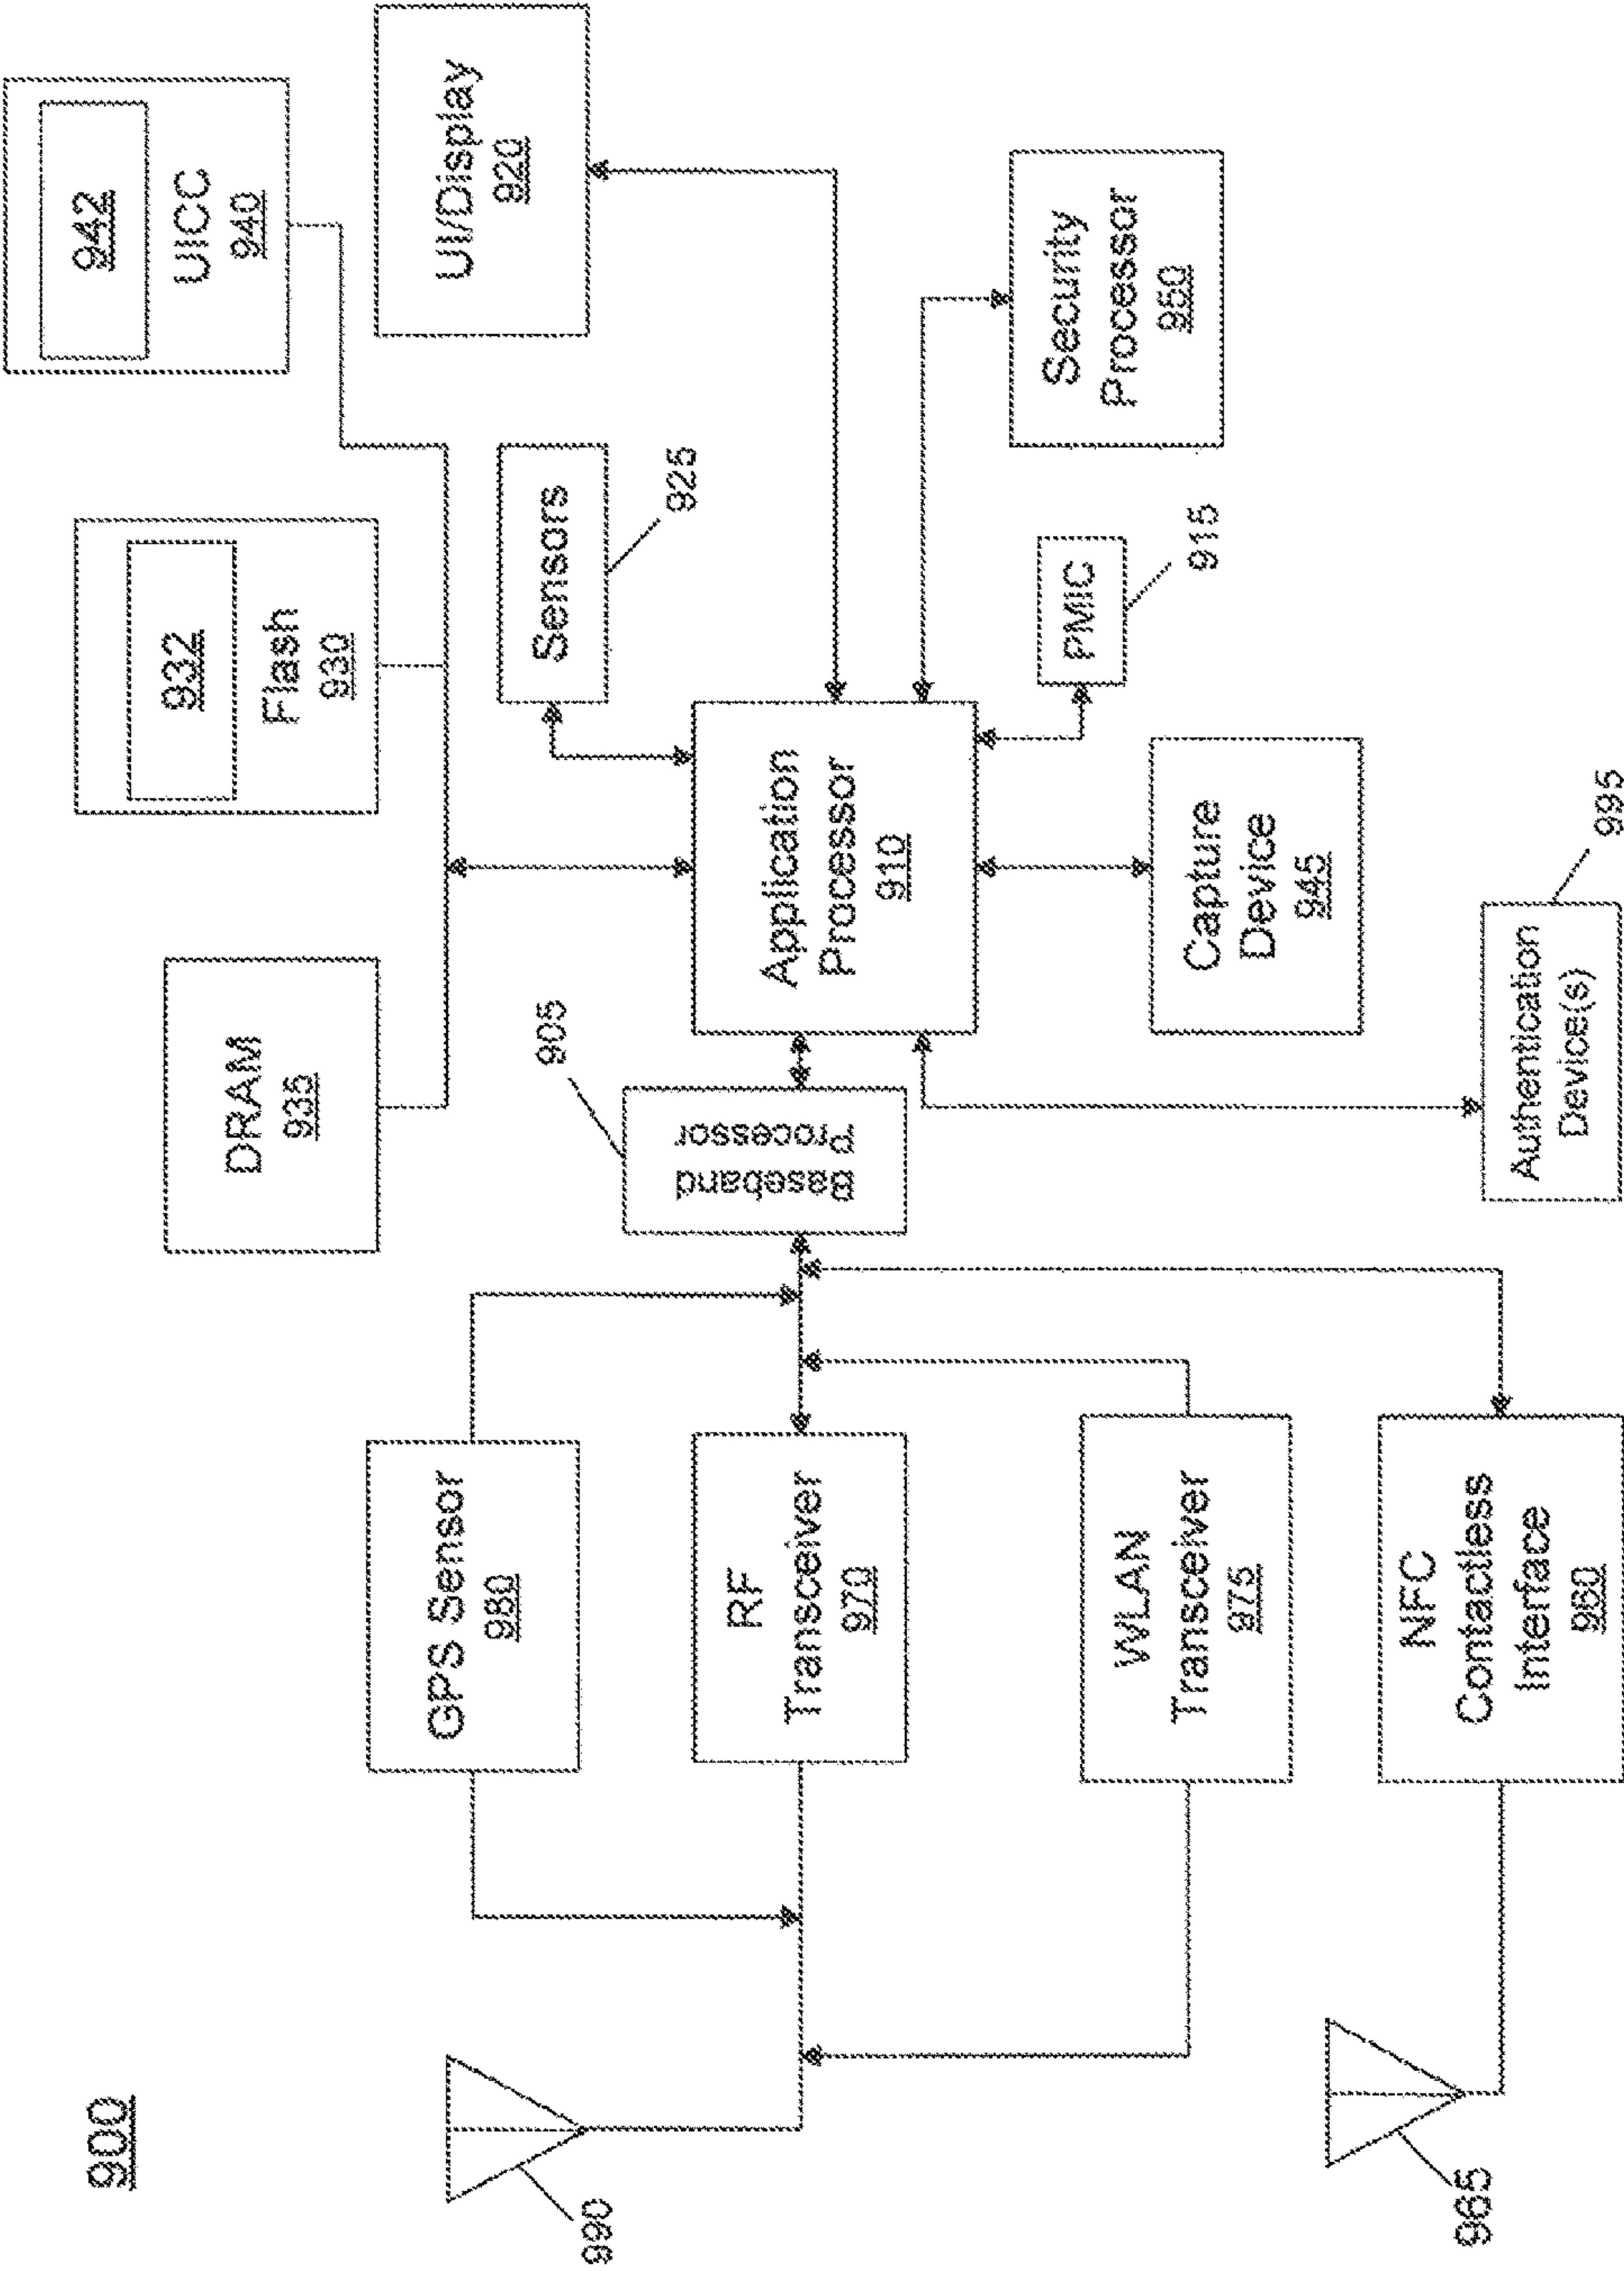 900
942
UICC
940
932
Flash
930
DRAM
935
UI/Display
920
Sensors
925
905
Baseband
Processor
Application
Processor
910
Security
Processor
950
PMIC
915
Capture
Device
945
Authentication
Device(s)
995
GPS Sensor
980
RF
Transceiver
970
WLAN
Transceiver
975
NFC
Contactless
Interface
960
990
965